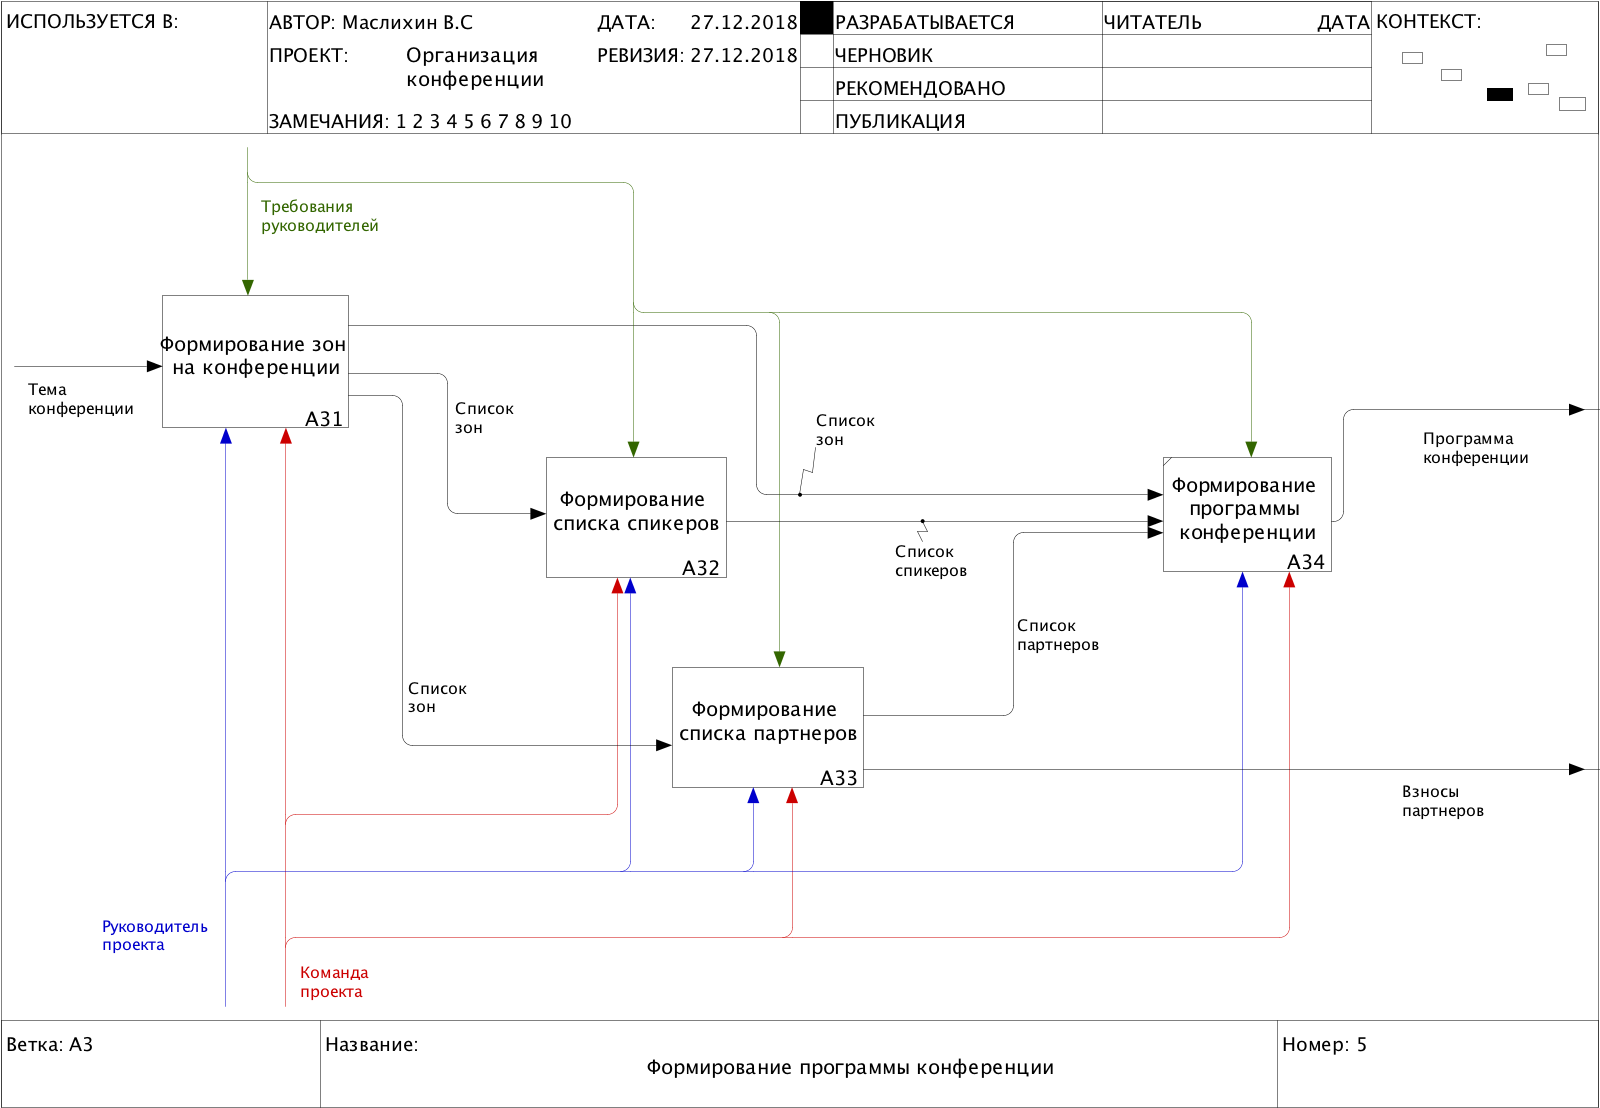 ИСПОЛЬЗУЕТСЯ В:
АВТОР: Маслихин В.С
ДАТА: 27.12.2018
ПРОЕКТ: Организация
конференции
РЕВИЗИЯ: 27.12.2018
ЗАМЕЧАНИЯ: 1 2 3 4 5 6 7 8 9 10
РАЗРАБАТЫВАЕТСЯ
ЧЕРНОВИК
РЕКОМЕНДОВАНО
ПУБЛИКАЦИЯ
ЧИТАТЕЛЬ
ДАТА
КОНТЕКСТ:
Требования
руководителей
Формирование зон
на конференции
A31
Тема
конференции
Список
зон
Список
зон
Программа
конференции
Формирование
списка спикеров
A32
Формирование
программы
конференции
A34
Список
спикеров
Список
партнеров
Список
зон
Формирование
списка партнеров
A33
Взносы
партнеров
Руководитель
проекта
Команда
проекта
Ветка: A3
Название:
Формирование программы конференции
Номер: 5